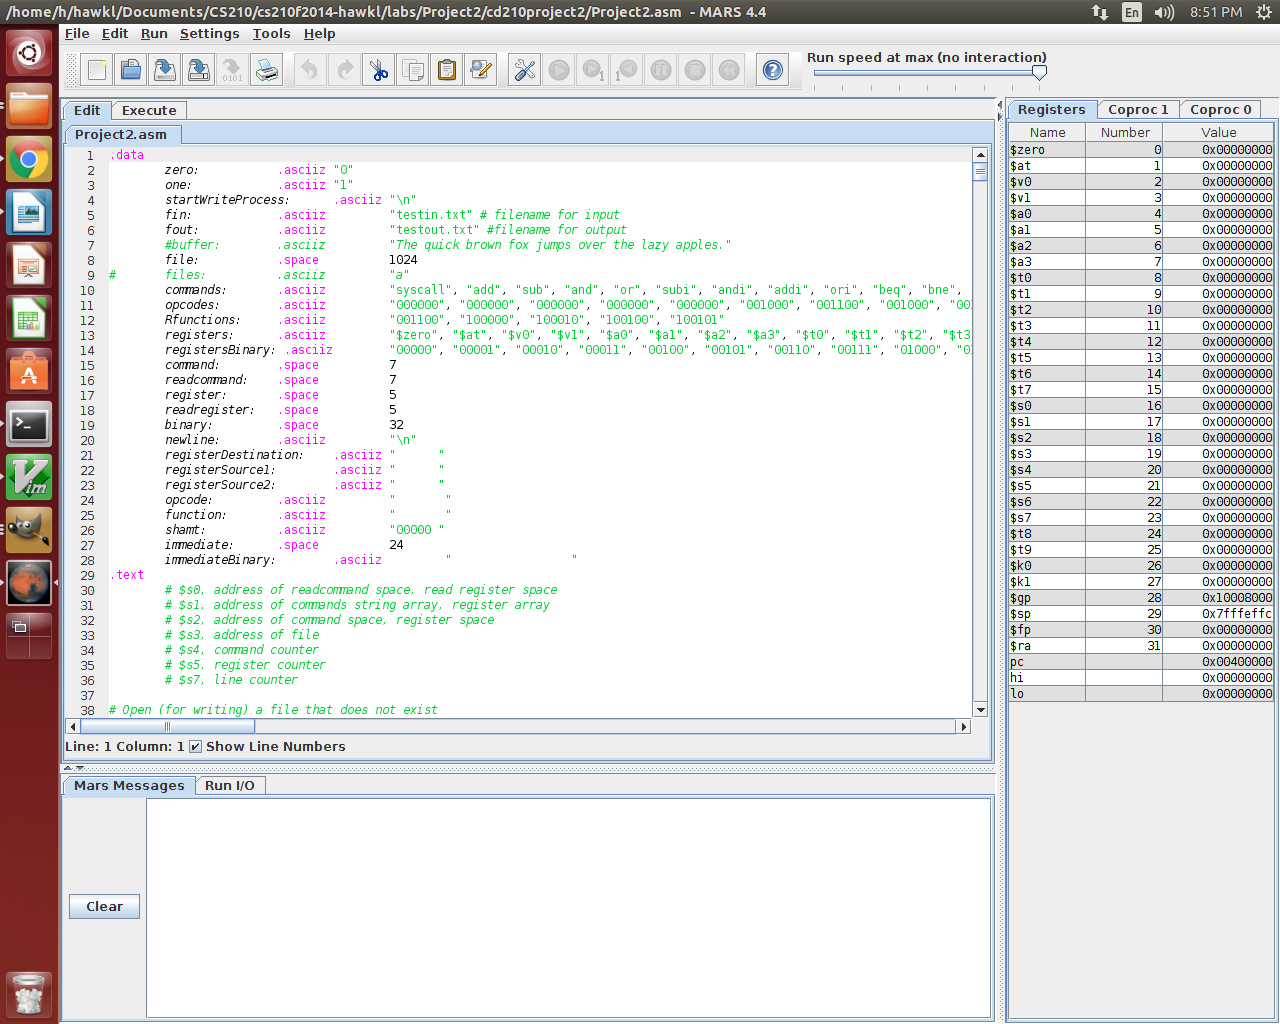 /home/h/hawkl/Documents/CS210/cs210f2014-hawkl/labs/Project2/cd210project2/Project2.asm - MARS 4.4
En
8:51 PM
File Edit Run Settings Tools Help
Run speed at max (no interaction)
Edit Execute
Project2.asm
1 .data
2 zero: .asciiz "0"
3 one: .asciiz "1"
4 startWriteProcess: .asciiz "\n"
5 fin: .asciiz "testin.txt" # filename for input
6 fout: .asciiz "testout.txt" #filename for output
7 #buffer: .asciiz "The quick brown fox jumps over the lazy apples."
8 file: .space 1024
9 # files: .asciiz "a"
10 commands: .asciiz "syscall", "add", "sub", "and", "or", "subi", "andi", "addi", "ori", "beq", "bne",
11 opcodes: .asciiz "000000", "000000", "000000", "000000", "000000", "001000", "001100", "001000", "00
12 Rfunctions: .asciiz "001100", "100000", "100010", "100100", "100101"
13 registers: .asciiz "$zero", "$at", "$v0", "$v1", "$a0", "$a1", "$a2", "$a3", "$t0", "$t1", "$t2", "$t3
14 registersBinary: .asciiz "00000", "00001", "00010", "00011", "00100", "00101", "00110", "00111", "01000", "0
15 command: .space 7
16 readcommand: .space 7
17 register: .space 5
18 readregister: .space 5
19 binary: .space 32
20 newline: .asciiz "\n"
21 registerDestination: .asciiz "      "
22 registerSource1: .asciiz "      "
23 registerSource2: .asciiz "      "
24 opcode: .asciiz "       "
25 function: .asciiz "       "
26 shamt: .asciiz "00000 "
27 immediate: .space 24
28 immediateBinary: .asciiz "                 "
29 .text
30 # $s0, address of readcommand space, read register space
31 # $s1, address of commands string array, register array
32 # $s2, address of command space, register space
33 # $s3, address of file
34 # $s4, command counter
35 # $s5, register counter
36 # $s7, line counter
37
38 # Open (for writing) a file that does not exist
Line: 1 Column: 1 Show Line Numbers
Mars Messages Run I/O
Clear
Registers Coproc 1 Coproc 0
Name Number Value
$zero 0 0x00000000
$at 1 0x00000000
$v0 2 0x00000000
$v1 3 0x00000000
$a0 4 0x00000000
$a1 5 0x00000000
$a2 6 0x00000000
$a3 7 0x00000000
$t0 8 0x00000000
$t1 9 0x00000000
$t2 10 0x00000000
$t3 11 0x00000000
$t4 12 0x00000000
$t5 13 0x00000000
$t6 14 0x00000000
$t7 15 0x00000000
$s0 16 0x00000000
$s1 17 0x00000000
$s2 18 0x00000000
$s3 19 0x00000000
$s4 20 0x00000000
$s5 21 0x00000000
$s6 22 0x00000000
$s7 23 0x00000000
$t8 24 0x00000000
$t9 25 0x00000000
$k0 26 0x00000000
$k1 27 0x00000000
$gp 28 0x10008000
$sp 29 0x7fffeffc
$fp 30 0x00000000
$ra 31 0x00000000
pc 0x00400000
hi 0x00000000
lo 0x00000000